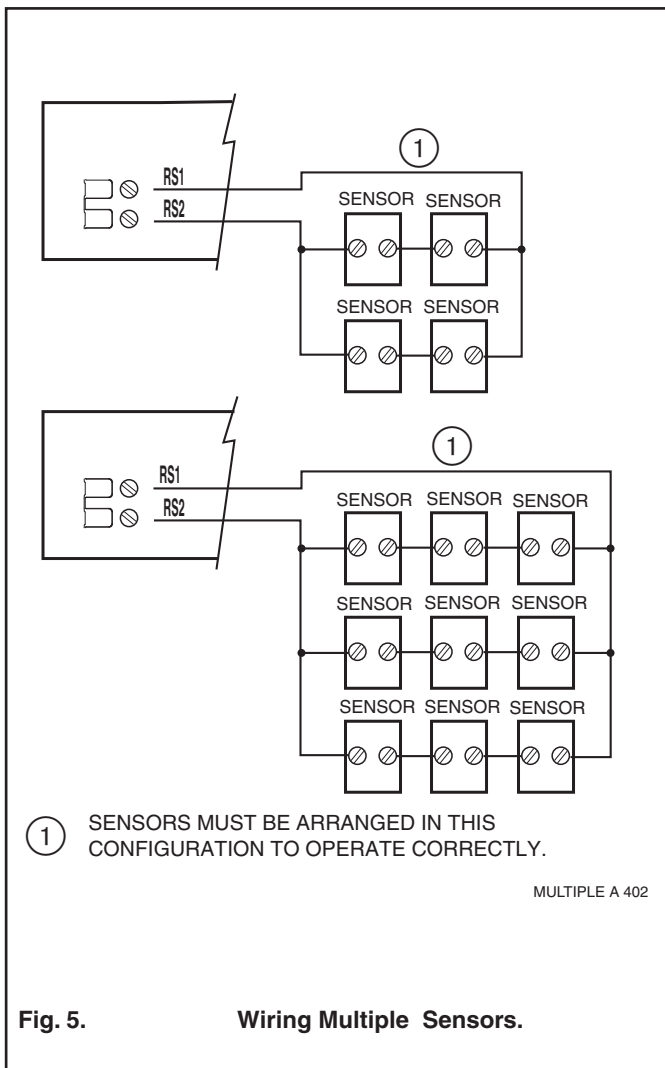 1
RS1
RS2
SENSOR SENSOR
SENSOR SENSOR
1
RS1
RS2
SENSOR SENSOR SENSOR
SENSOR SENSOR SENSOR
SENSOR SENSOR SENSOR
1 SENSORS MUST BE ARRANGED IN THIS
CONFIGURATION TO OPERATE CORRECTLY.
MULTIPLE A 402
Fig. 5. Wiring Multiple Sensors.